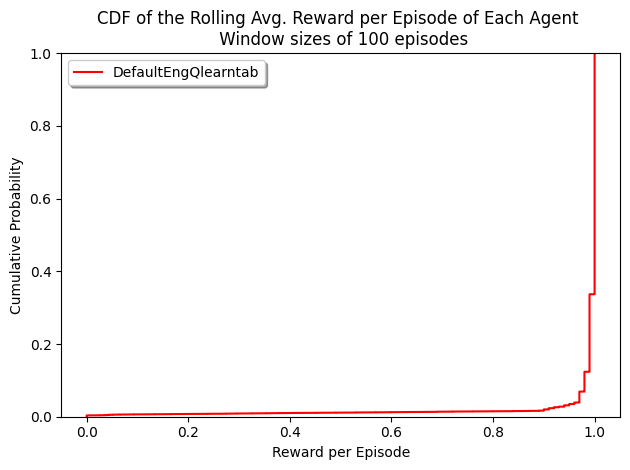 CDF of the Rolling Avg. Reward per Episode of Each Agent
Window sizes of 100 episodes
DefaultEngQlearntab
1.0
0.8
0.6
0.4
0.2
0.0
Cumulative Probability
0.0 0.2 0.4 0.6 0.8 1.0
Reward per Episode